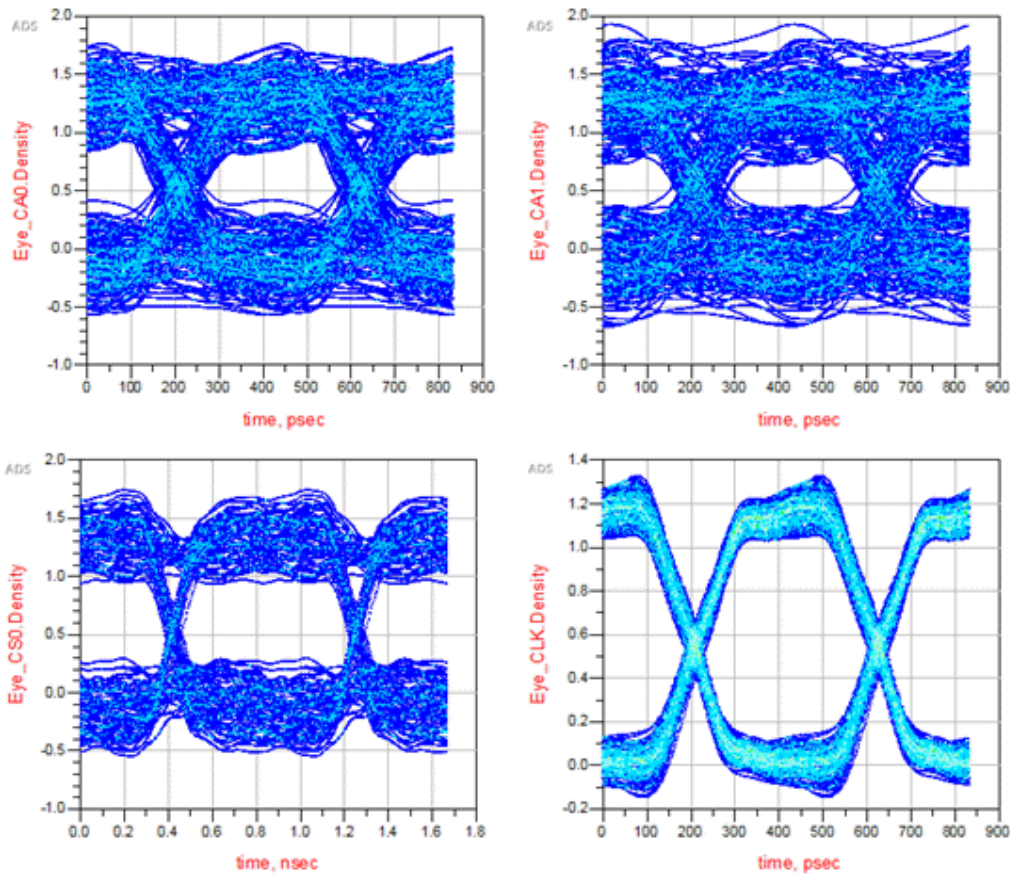 ADS
Eye_CA0.Density
2.0
1.5
1.0
0.5
0.0
-0.5
-1.0
0 100 200 300 400 500 600 700 800 900
time, psec
ADS
Eye_CA1.Density
2.0
1.5
1.0
0.5
0.0
-0.5
-1.0
0 100 200 300 400 500 600 700 800 900
time, psec
ADS
Eye_CS0.Density
2.0
1.5
1.0
0.5
0.0
-0.5
-1.0
0.0 0.2 0.4 0.6 0.8 1.0 1.2 1.4 1.6 1.8
time, nsec
ADS
Eye_CLK.Density
1.4
1.2
1.0
0.8
0.6
0.4
0.2
0.0
-0.2
0 100 200 300 400 500 600 700 800 900
time, psec